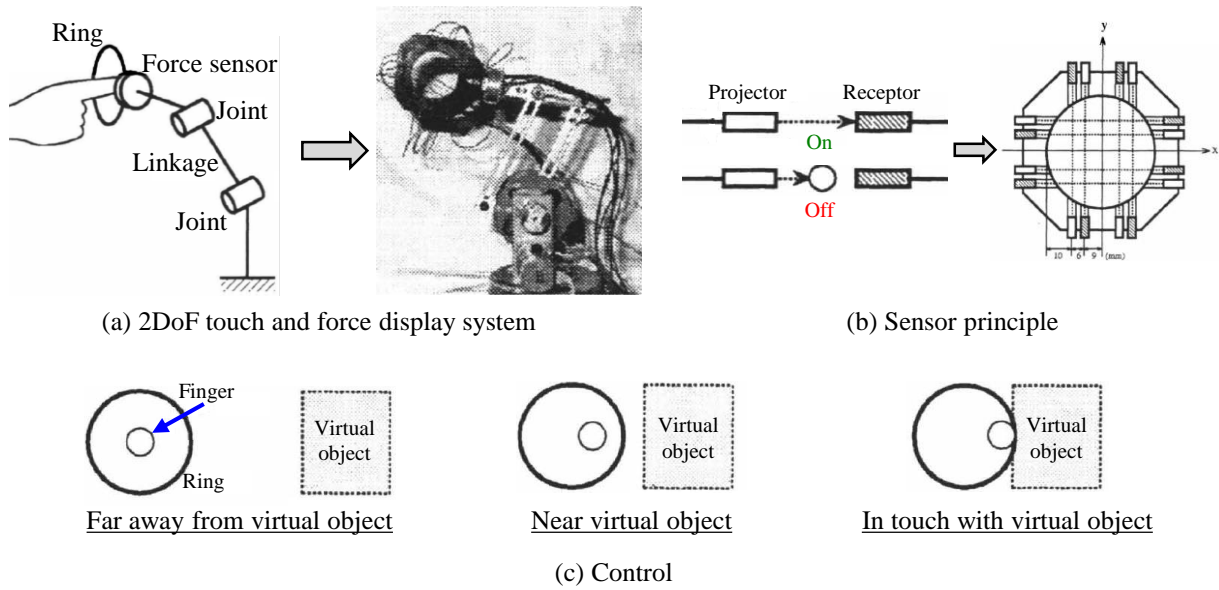 Ring
Force sensor
Joint
Linkage
Joint
(a) 2DoF touch and force display system
Projector
Receptor
On
Off
y
x
10 6 9 (mm)
(b) Sensor principle
Finger
Ring
Virtual
object
Far away from virtual object
Virtual
object
Near virtual object
Virtual
object
In touch with virtual object
(c) Control